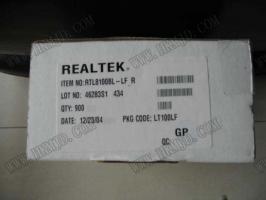 REALTEK.
ITEM NO: RTL8100BL-LF_R
LOT NO: 46283S1 434
QTY: 900
DATE: 12/23/04 PKG CODE: LT100LF
GP
QC: